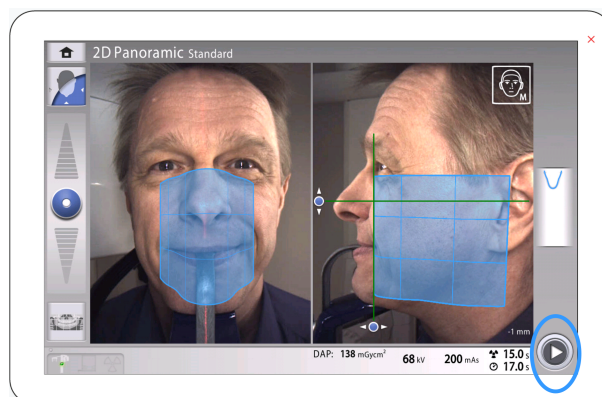 2D Panoramic Standard
M
-1 mm
DAP: 138 mGycm² 68 kV 200 mAs 15.0 s
17.0 s